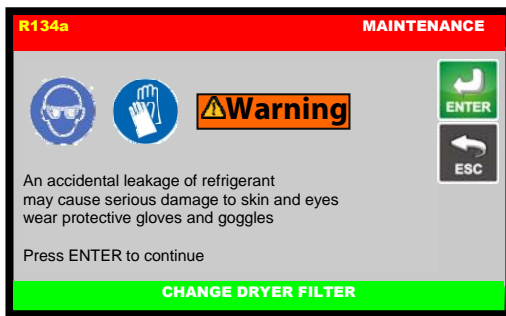 R134a MAINTENANCE
Warning
ENTER
ESC
An accidental leakage of refrigerant
may cause serious damage to skin and eyes
wear protective gloves and goggles
Press ENTER to continue
CHANGE DRYER FILTER